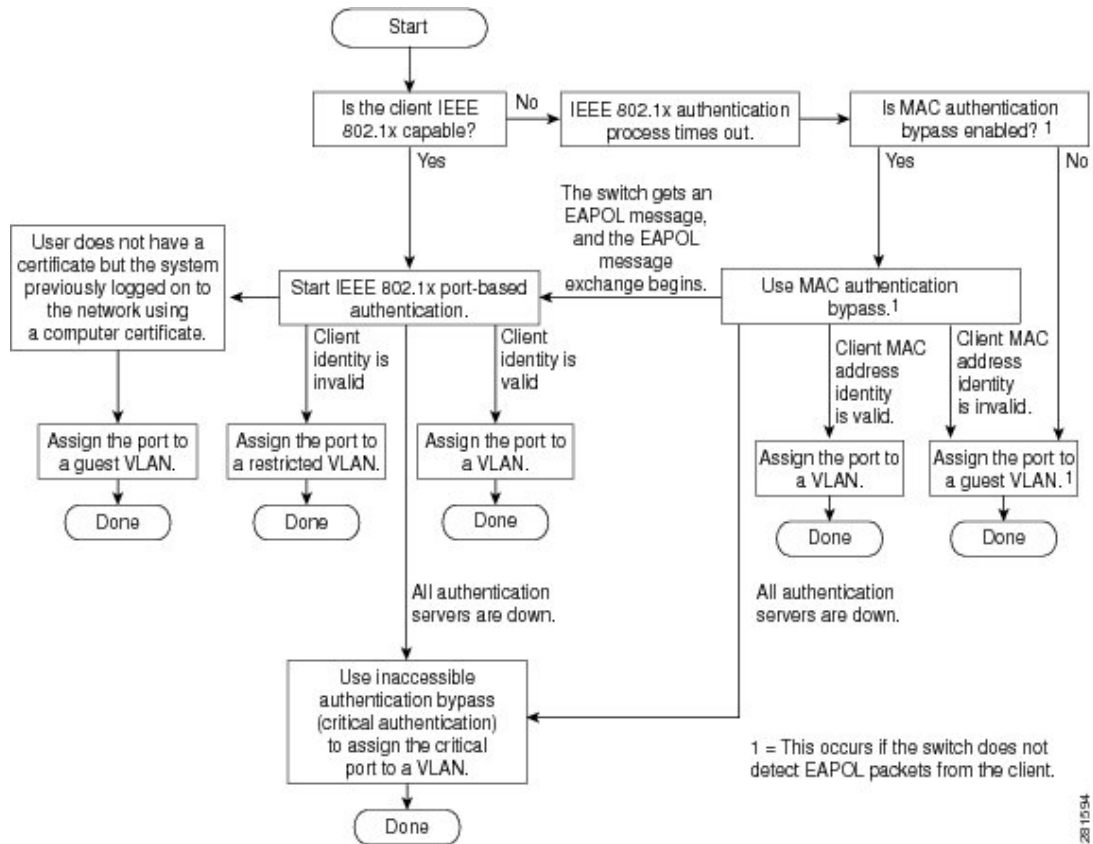 Start
Is the client IEEE
802.1x capable?
No
IEEE 802.1x authentication
process times out.
Is MAC authentication
bypass enabled? 1
Yes
Yes
No
The switch gets an
EAPOL message,
and the EAPOL
message
exchange begins.
User does not have a
certificate but the system
previously logged on to
the network using
a computer certificate.
Start IEEE 802.1x port-based
authentication.
Use MAC authentication
bypass.1
Client
identity is
invalid
Client
identity is
valid
Client MAC
address
identity
is valid.
Client MAC
address
identity
is invalid.
Assign the port to
a guest VLAN.
Assign the port to
a restricted VLAN.
Assign the port to
a VLAN.
Assign the port to
a VLAN.
Assign the port to
a guest VLAN.1
Done
Done
Done
Done
Done
All authentication
servers are down.
All authentication
servers are down.
Use inaccessible
authentication bypass
(critical authentication)
to assign the critical
port to a VLAN.
1 = This occurs if the switch does not
detect EAPOL packets from the client.
Done
281594